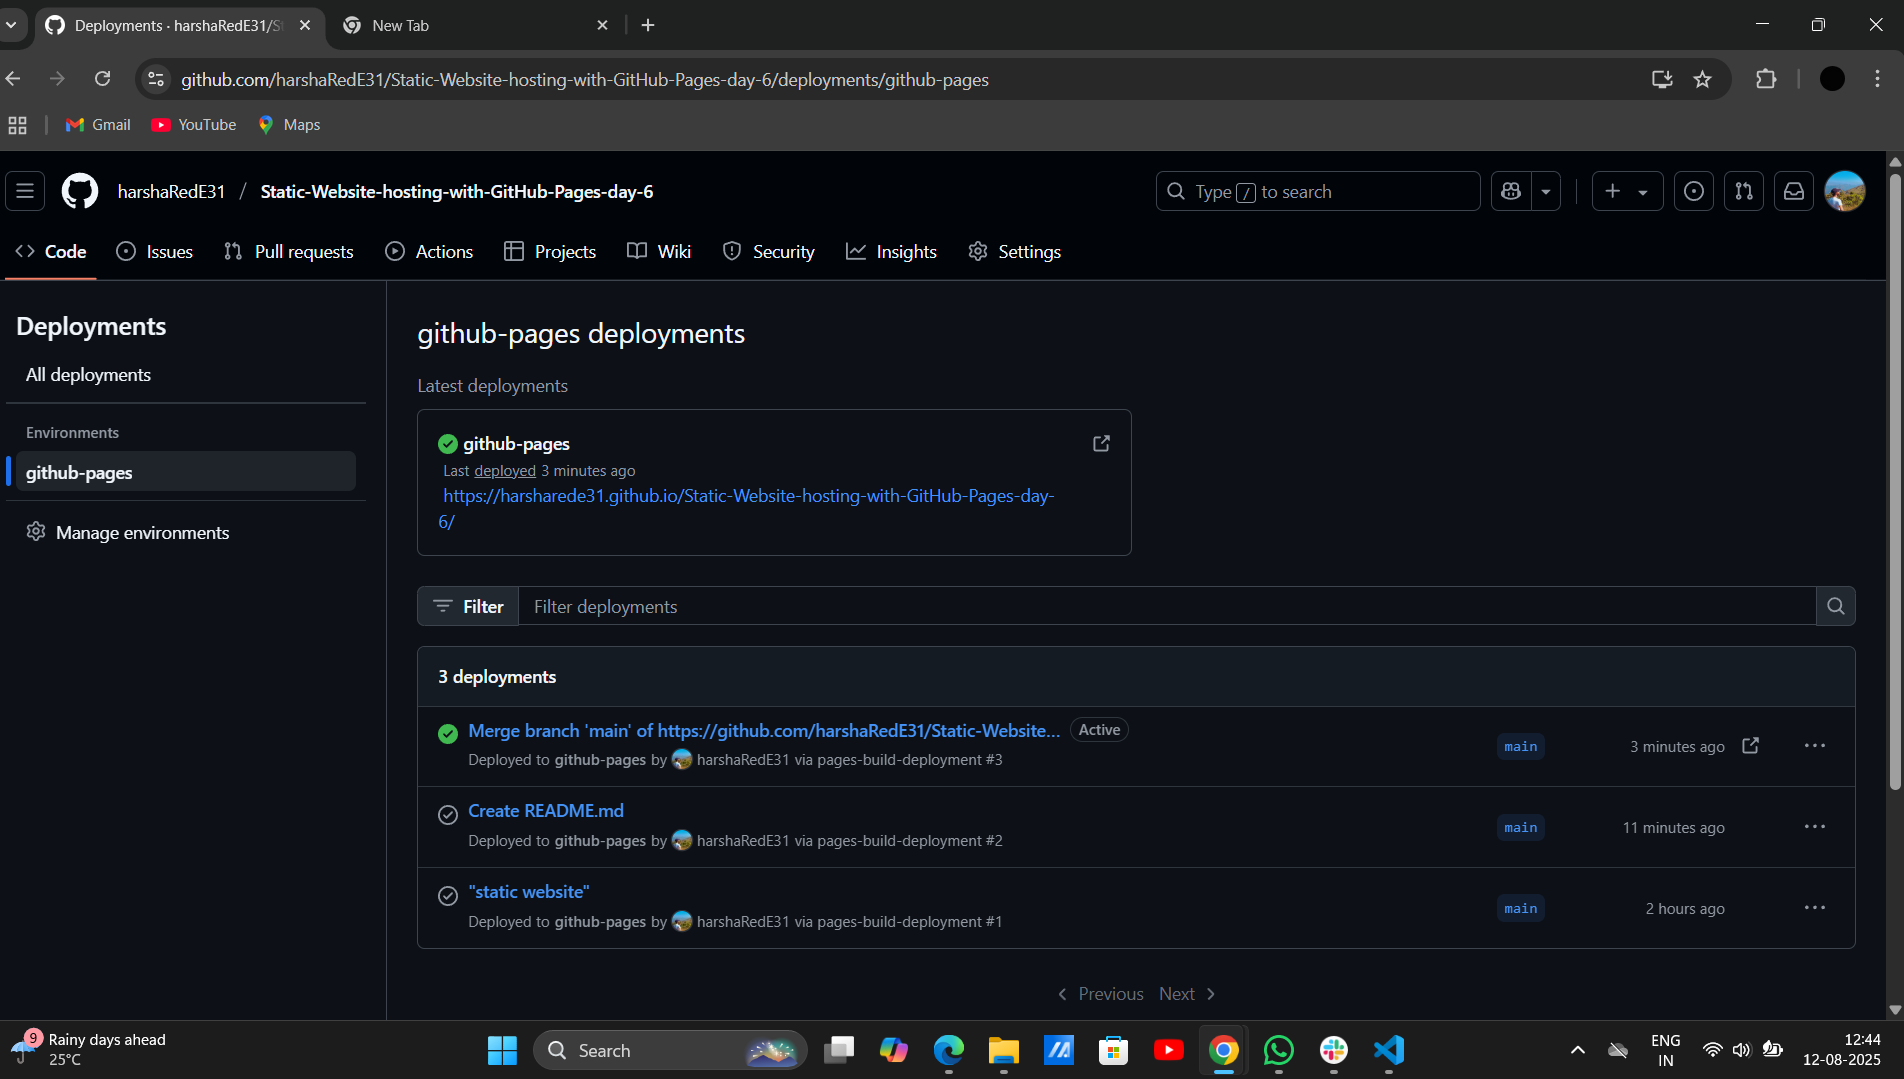 Deployments · harshaRedE31/St
New Tab
github.com/harshaRedE31/Static-Website-hosting-with-GitHub-Pages-day-6/deployments/github-pages
Gmail
YouTube
Maps
harshaRedE31 / Static-Website-hosting-with-GitHub-Pages-day-6
Type / to search
Code
Issues
Pull requests
Actions
Projects
Wiki
Security
Insights
Settings
Deployments
All deployments
Environments
github-pages
Manage environments
github-pages deployments
Latest deployments
github-pages
Last deployed 3 minutes ago
https://harsharede31.github.io/Static-Website-hosting-with-GitHub-Pages-day-
6/
Filter
Filter deployments
3 deployments
Merge branch 'main' of https://github.com/harshaRedE31/Static-Website... Active
Deployed to github-pages by harshaRedE31 via pages-build-deployment #3
main
3 minutes ago
Create README.md
Deployed to github-pages by harshaRedE31 via pages-build-deployment #2
main
11 minutes ago
"static website"
Deployed to github-pages by harshaRedE31 via pages-build-deployment #1
main
2 hours ago
Previous Next
9
Rainy days ahead
25°C
Search
ENG
IN
12:44
12-08-2025